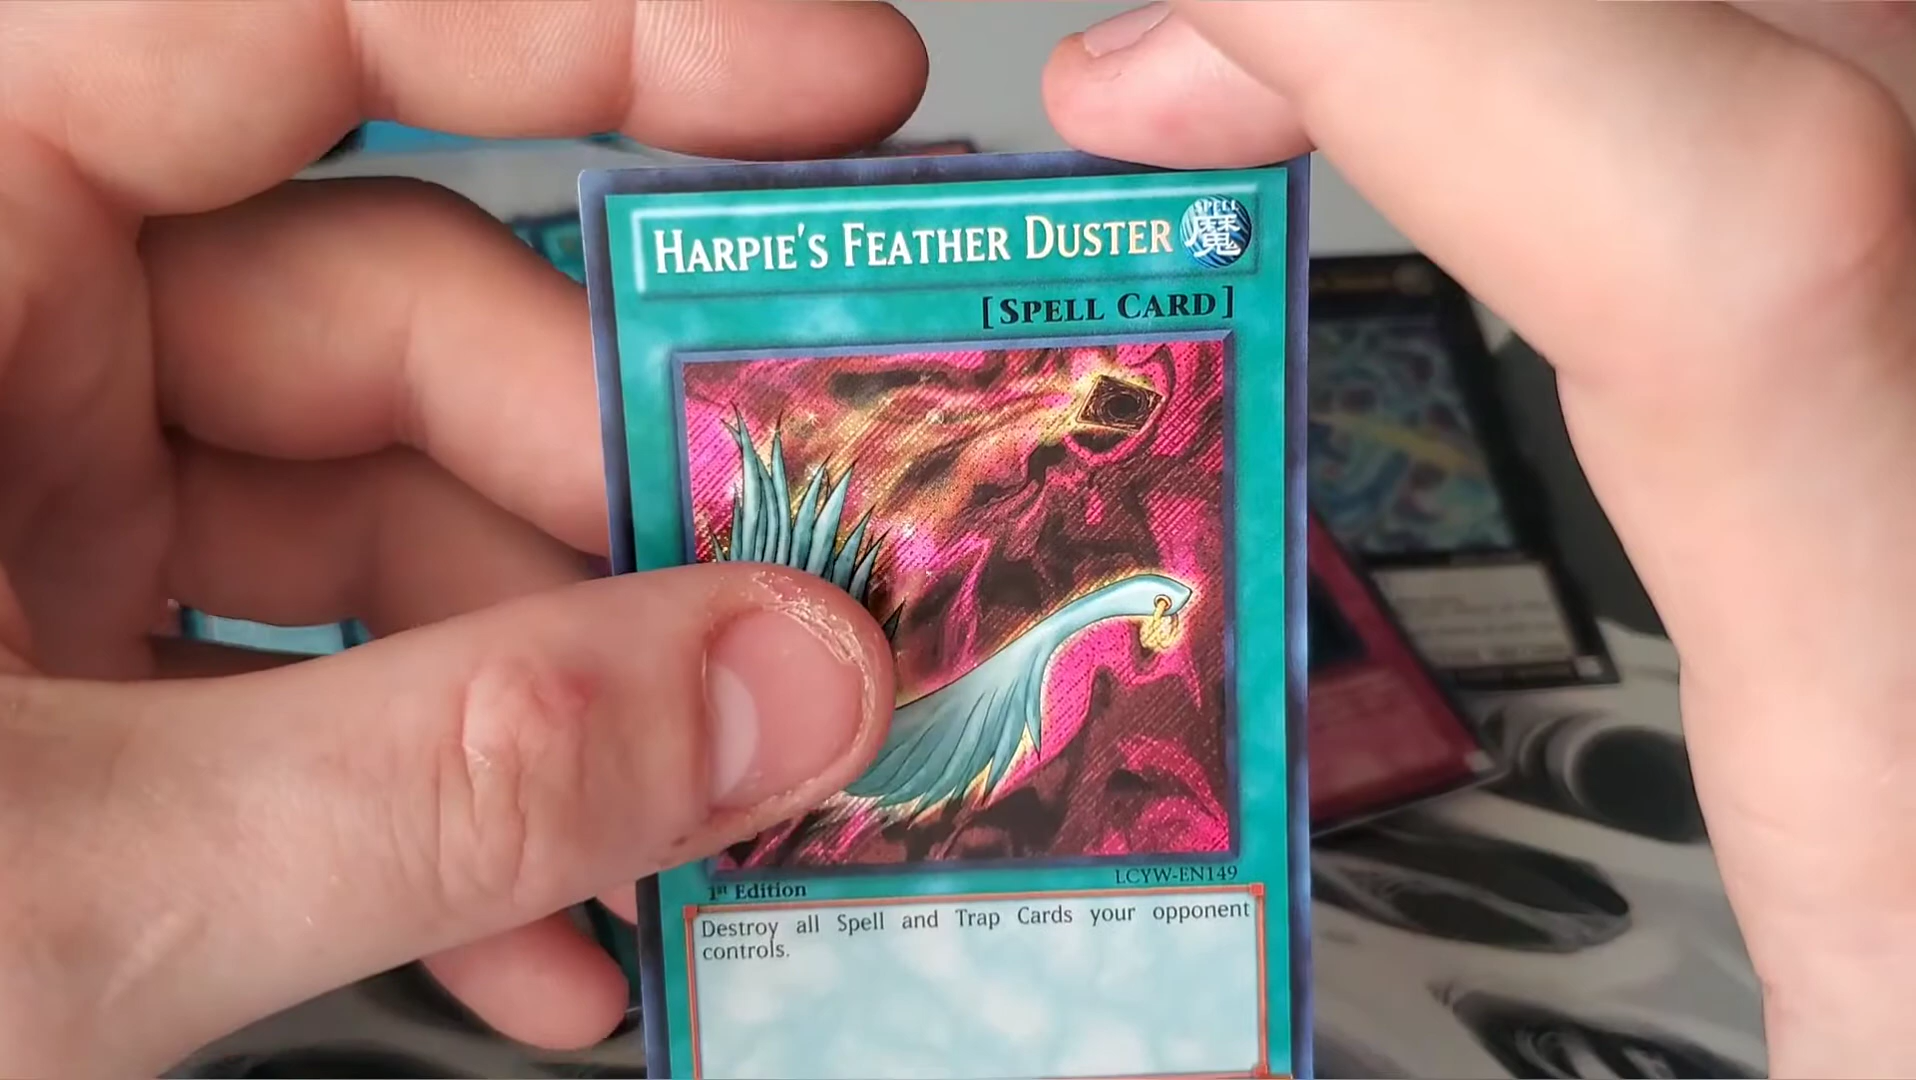 HARPIE'S FEATHER DUSTER
SPELL
魔
[SPELL CARD]
1st Edition
LCYW-EN149
Destroy all Spell and Trap Cards your opponent
controls.